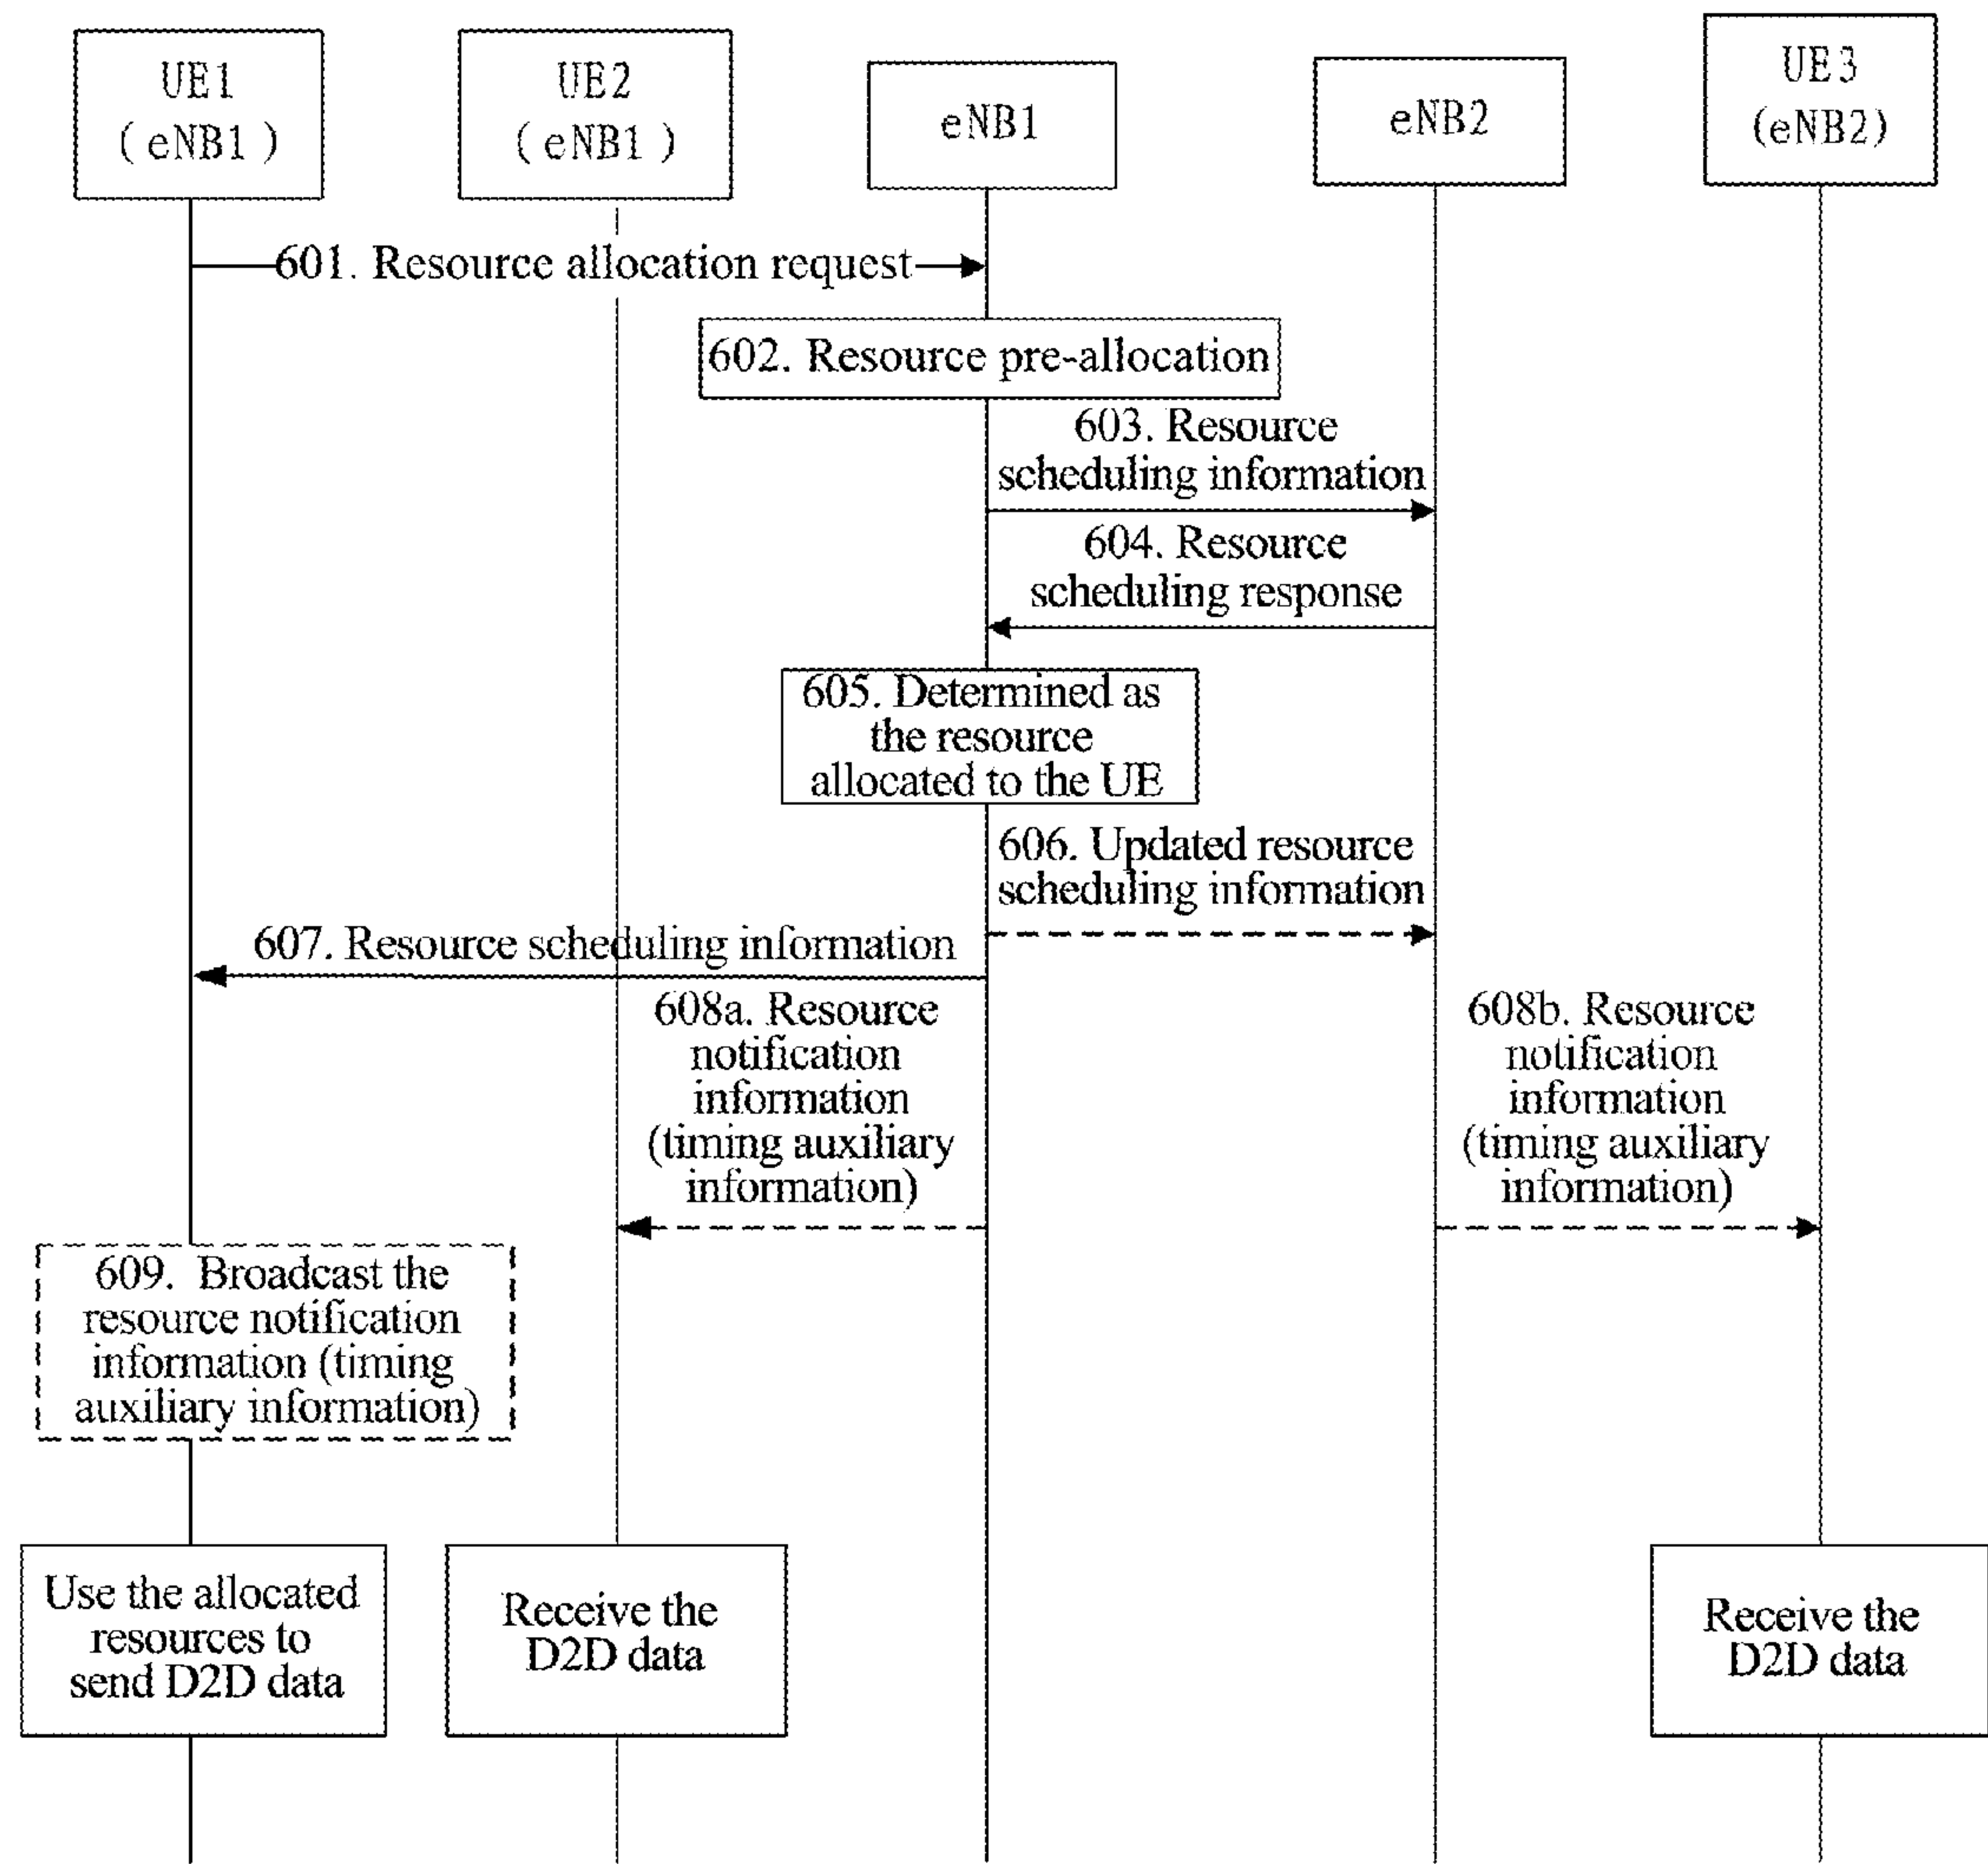 UE1
(eNB1)
UE2
(eNB1)
eNB1
eNB2
UE3
(eNB2)
601. Resource allocation request
602. Resource pre-allocation
603. Resource
scheduling information
604. Resource
scheduling response
605. Determined as
the resource
allocated to the UE
606. Updated resource
scheduling information
607. Resource scheduling information
608a. Resource
notification
information
(timing auxiliary
information)
608b. Resource
notification
information
(timing auxiliary
information)
609. Broadcast the
resource notification
information (timing
auxiliary information)
Use the allocated
resources to
send D2D data
Receive the
D2D data
Receive the
D2D data